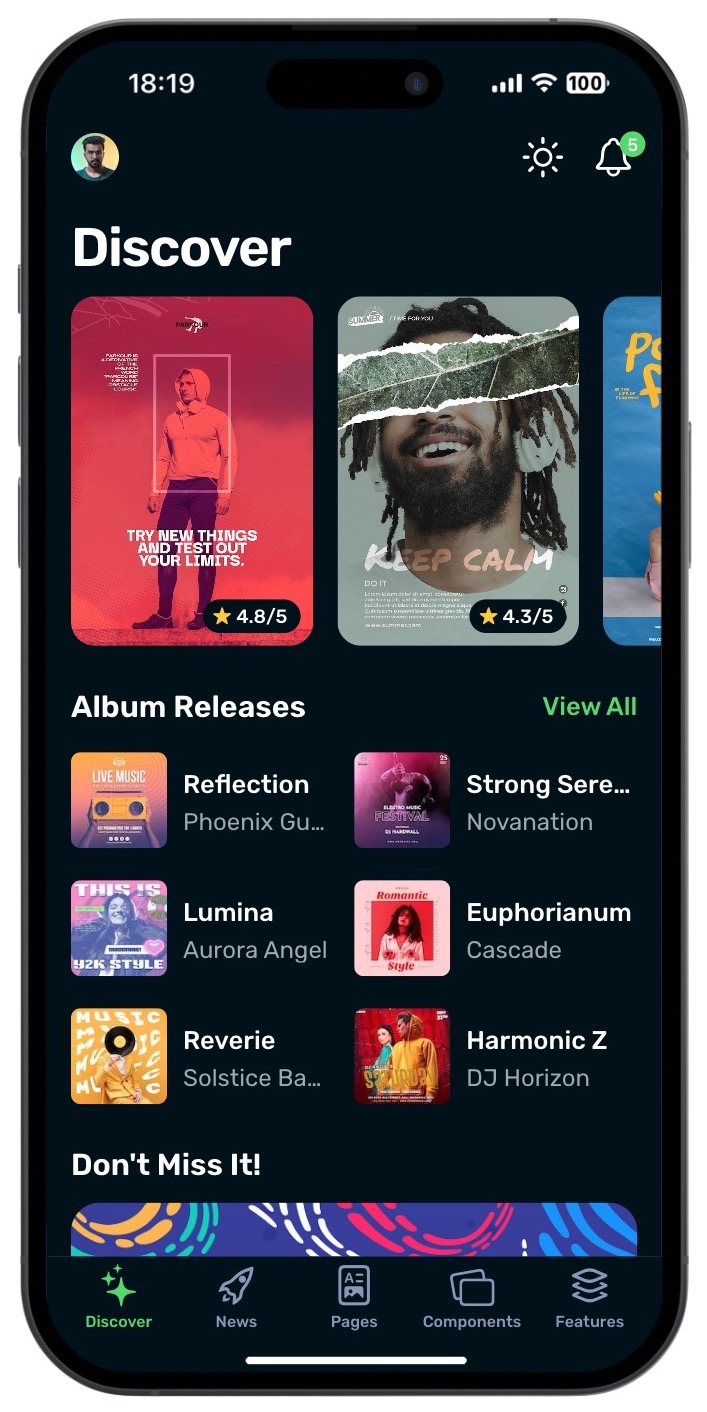 18:19
100
5
Discover
PARKOUR
PARKOUR IS
A DERIVATIVE
OF THE
FRENCH
WORD
"PARCOURS"
MEANING
OBSTACLE
COURSE
TRY NEW THINGS
AND TEST OUT
YOUR LIMITS.
4.8/5
SUMMER
/ TIME FOR YOU
KEEP CALM
DO IT
www.summer.com
4.3/5
Album Releases
View All
LIVE MUSIC
Reflection
Phoenix Gu...
25
ELECTRO MUSIC
FESTIVAL
DJ HARDWALL
Strong Sere...
Novanation
THIS IS
Y2K STYLE
Lumina
Aurora Angel
Romantic
Style
Euphorianum
Cascade
MUSIC
Reverie
Solstice Ba...
Harmonic Z
DJ Horizon
Don't Miss It!
Discover
News
Pages
Components
Features